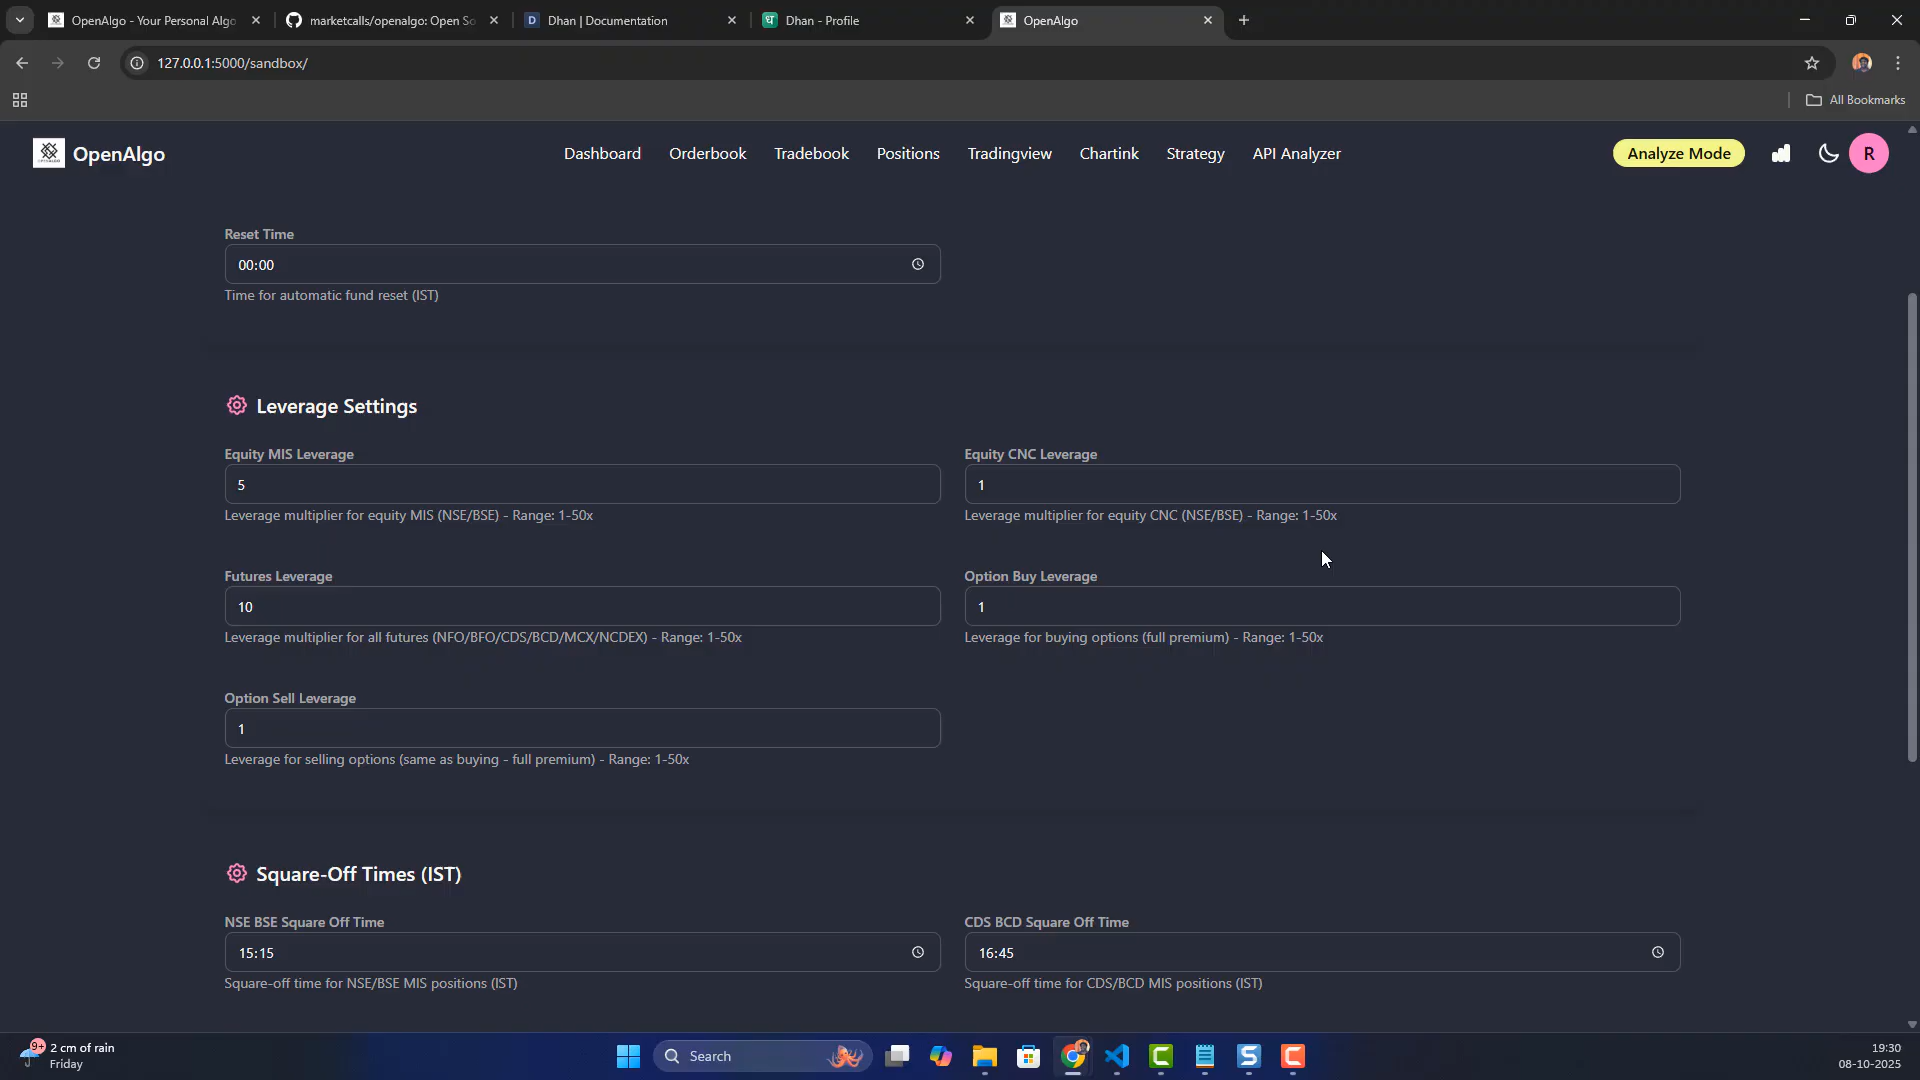 OpenAlgo - Your Personal Algo
marketcalls/openalgo: Open So
Dhan | Documentation
Dhan - Profile
OpenAlgo
127.0.0.1:5000/sandbox/
All Bookmarks
OpenAlgo
Dashboard
Orderbook
Tradebook
Positions
Tradingview
Chartink
Strategy
API Analyzer
Analyze Mode
R
Reset Time
00:00
Time for automatic fund reset (IST)
Leverage Settings
Equity MIS Leverage
Equity CNC Leverage
5
1
Leverage multiplier for equity MIS (NSE/BSE) - Range: 1-50x
Leverage multiplier for equity CNC (NSE/BSE) - Range: 1-50x
Futures Leverage
Option Buy Leverage
10
1
Leverage multiplier for all futures (NFO/BFO/CDS/BCD/MCX/NCDEX) - Range: 1-50x
Leverage for buying options (full premium) - Range: 1-50x
Option Sell Leverage
1
Leverage for selling options (same as buying - full premium) - Range: 1-50x
Square-Off Times (IST)
NSE BSE Square Off Time
CDS BCD Square Off Time
15:15
16:45
Square-off time for NSE/BSE MIS positions (IST)
Square-off time for CDS/BCD MIS positions (IST)
9+
2 cm of rain
Friday
Search
19:30
08-10-2025